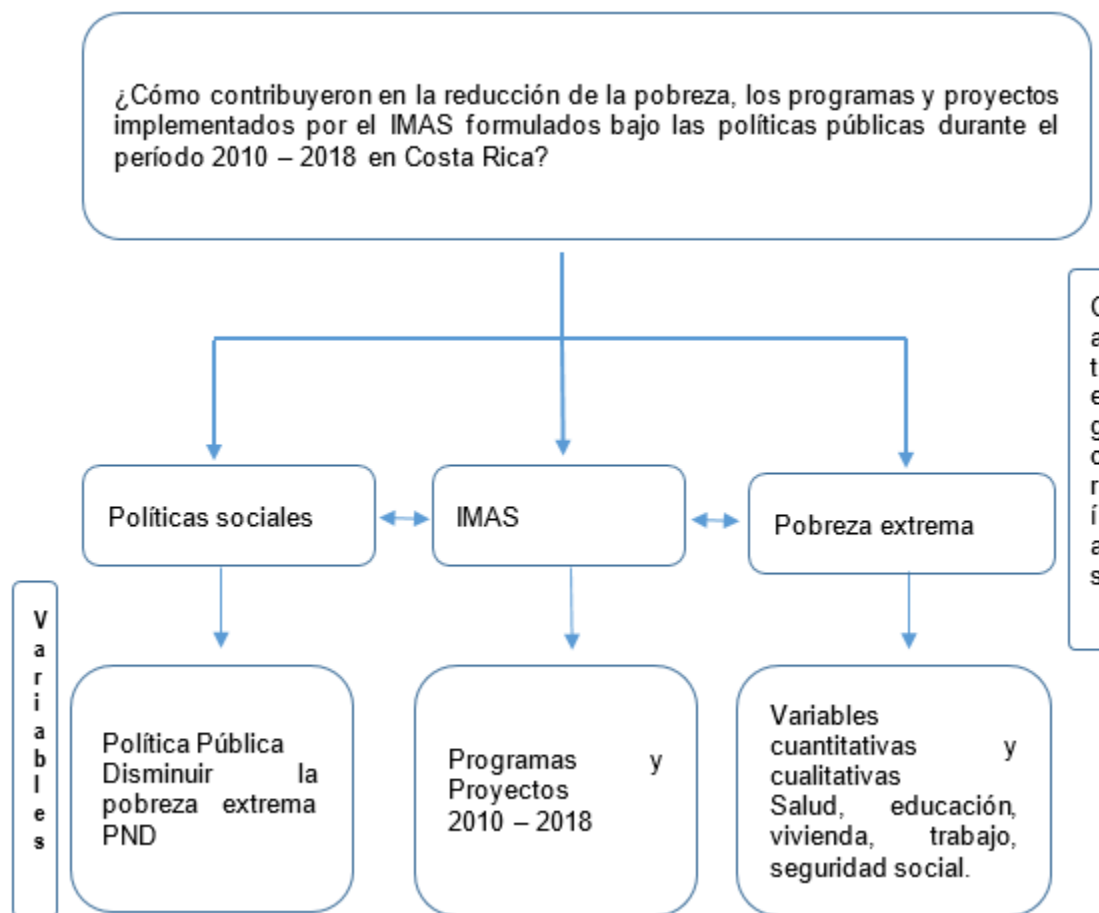 ¿Cómo contribuyeron en la reducción de la pobreza, los programas y proyectos
implementados por el IMAS formulados bajo las políticas públicas durante el
período 2010 – 2018 en Costa Rica?
Categorías
Políticas sociales
IMAS
Pobreza extrema
Variables
Política Pública
Disminuir la
pobreza extrema
PND
Programas y
Proyectos
2010 – 2018
Variables
cuantitativas y
cualitativas
Salud, educación,
vivienda, trabajo,
seguridad social.